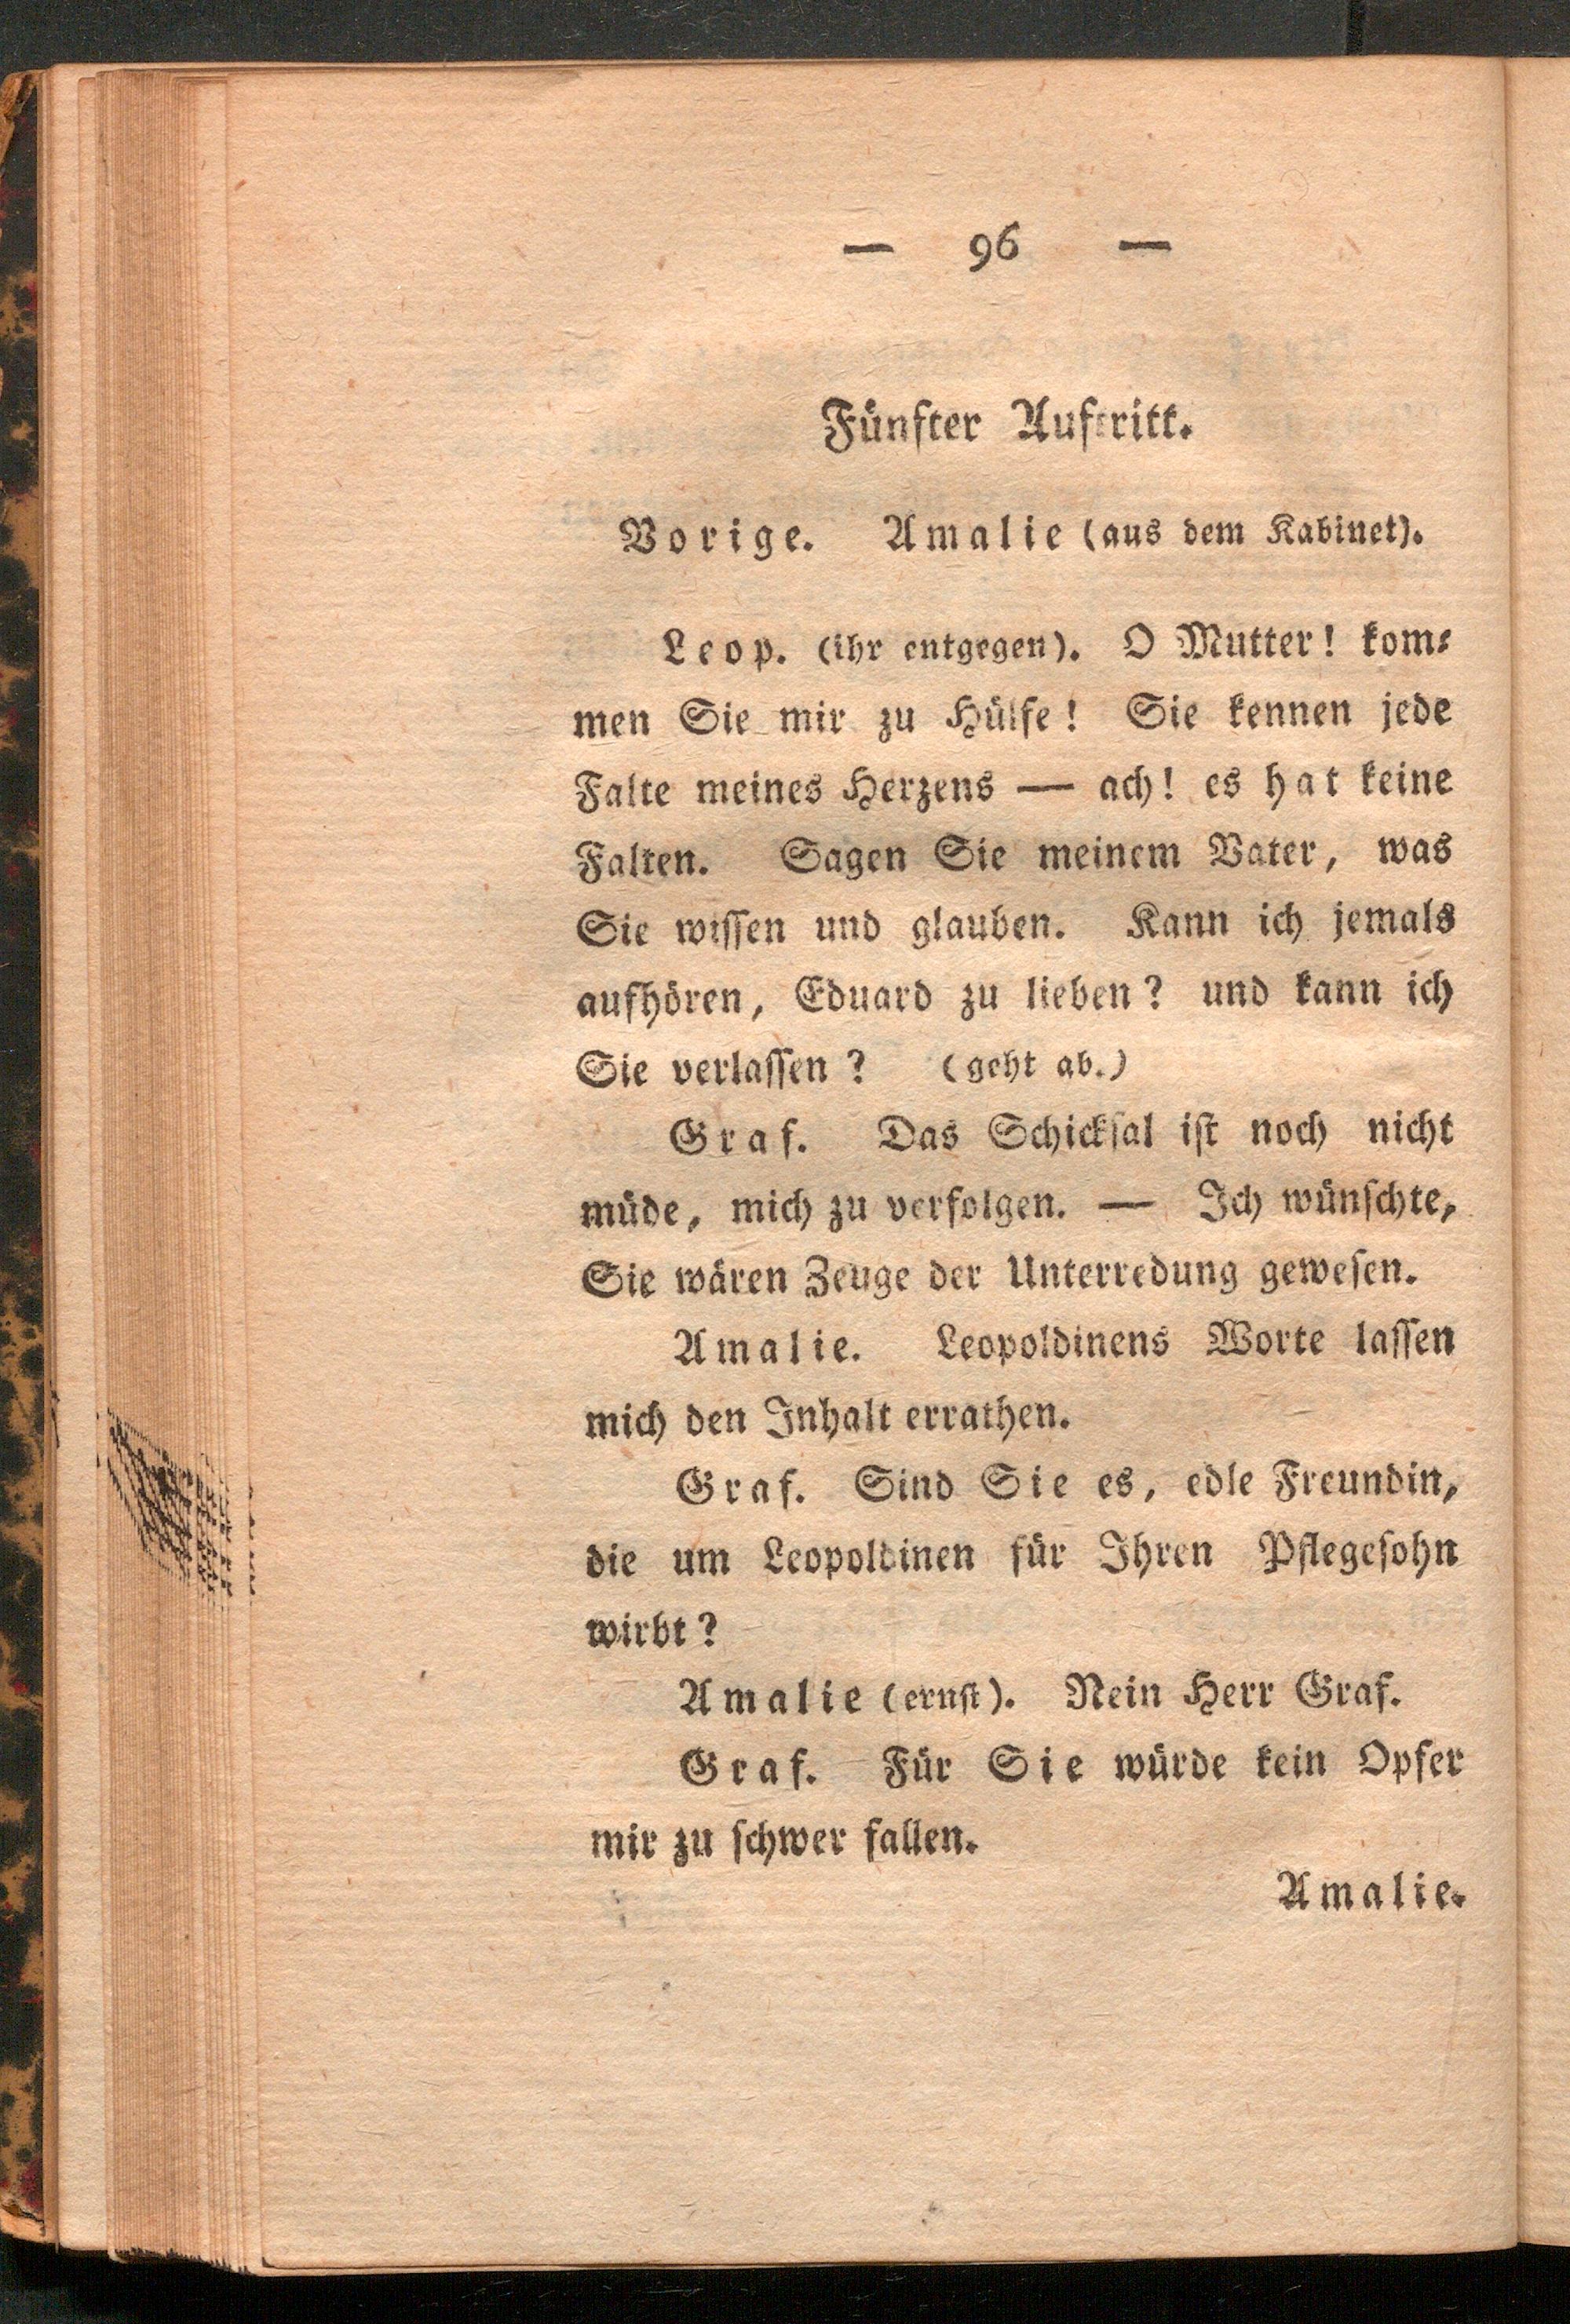 — 96 —
Fünfter Auftritt.
Vorige. Amalie (aus dem Kabinet).
Leop. (ihr entgegen). O Mutter! kom⸗
men Sie mir zu Hülfe! Sie kennen jede
Falte meines Herzens — ach! es hat keine
Falten. Sagen Sie meinem Vater, was
Sie wiſſen und glauben. Kann ich jemals
aufhören, Eduard zu lieben? und kann ich
Sie verlaſſen? (geht ab.)
Graf. Das Schickſal iſt noch nicht
müde, mich zu verfolgen. — Ich wünſchte,
Sie wären Zeuge der Unterredung geweſen.
Amalie. Leopoldinens Worte laſſen
mich den Inhalt errathen.
Graf. Sind Sie es, edle Freundin,
die um Leopoldinen für Ihren Pflegeſohn
wirbt?
Amalie (ernſt). Nein Herr Graf.
Graf. Für Sie würde kein Opfer
mir zu ſchwer fallen.
Amalie.